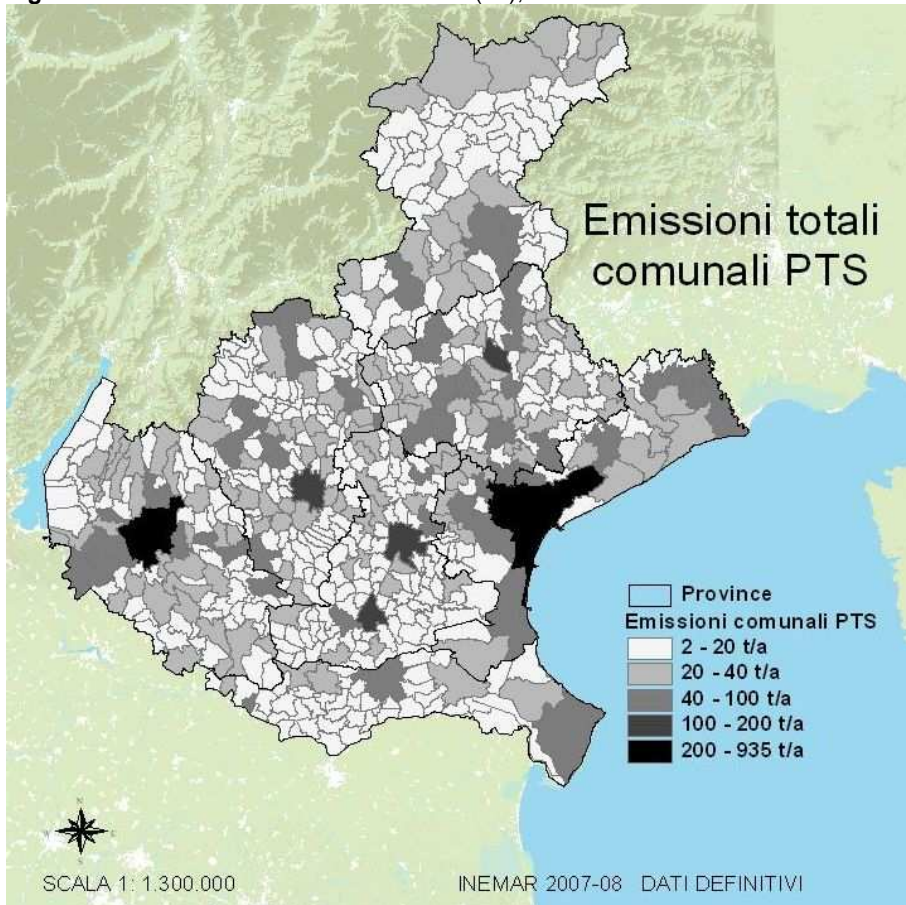 Emissioni totali
comunali PTS
Province
Emissioni comunali PTS
2 - 20 t/a
20 - 40 t/a
40 - 100 t/a
100 - 200 t/a
200 - 935 t/a
N
S
SCALA 1: 1.300.000
INEMAR 2007-08 DATI DEFINITIVI